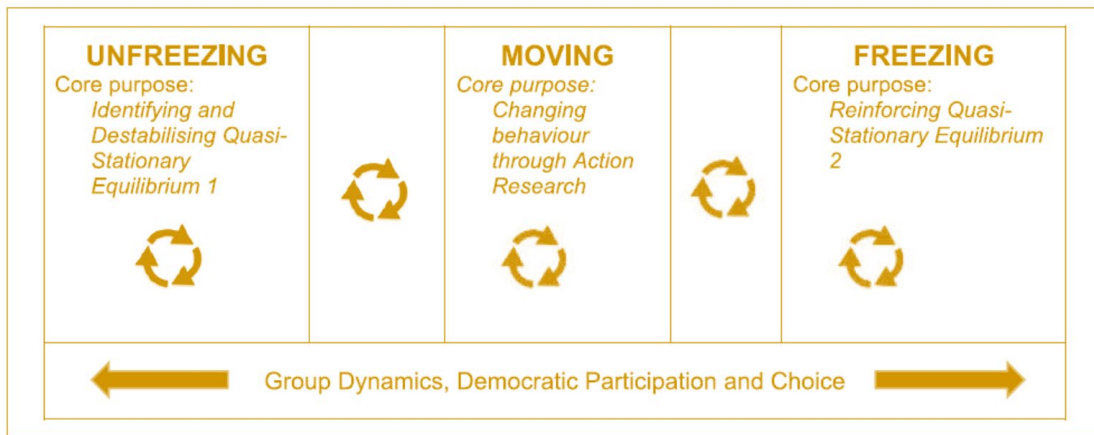 UNFREEZING
Core purpose:
Identifying and
Destabilising Quasi-
Stationary
Equilibrium 1
MOVING
Core purpose:
Changing
behaviour
through Action
Research
FREEZING
Core purpose:
Reinforcing Quasi-
Stationary Equilibrium
2
Group Dynamics, Democratic Participation and Choice